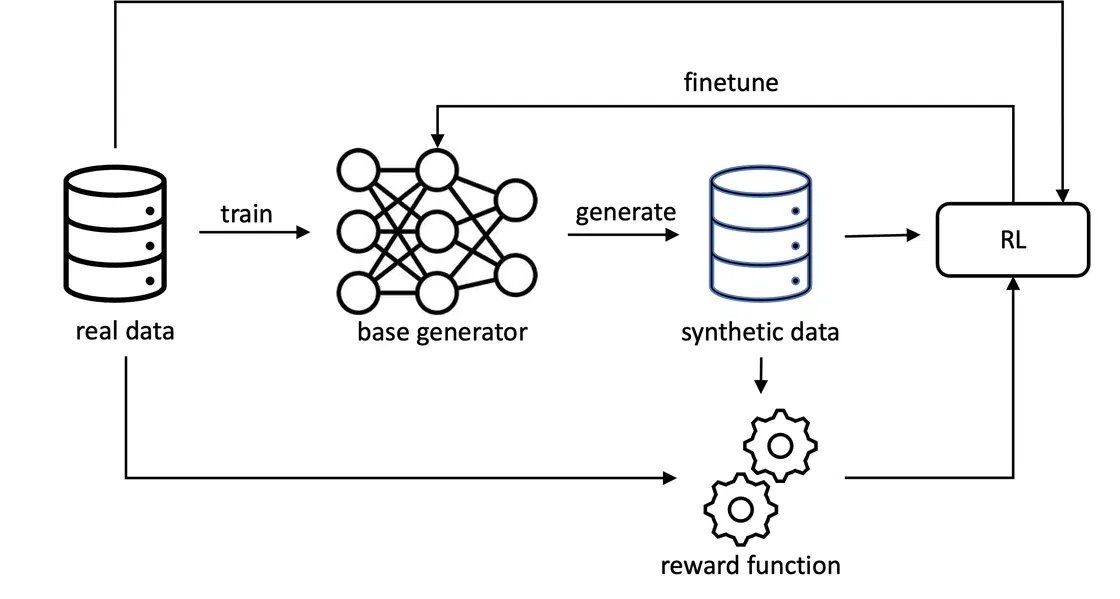 finetune
train
generate
RL
real data
base generator
synthetic data
reward function